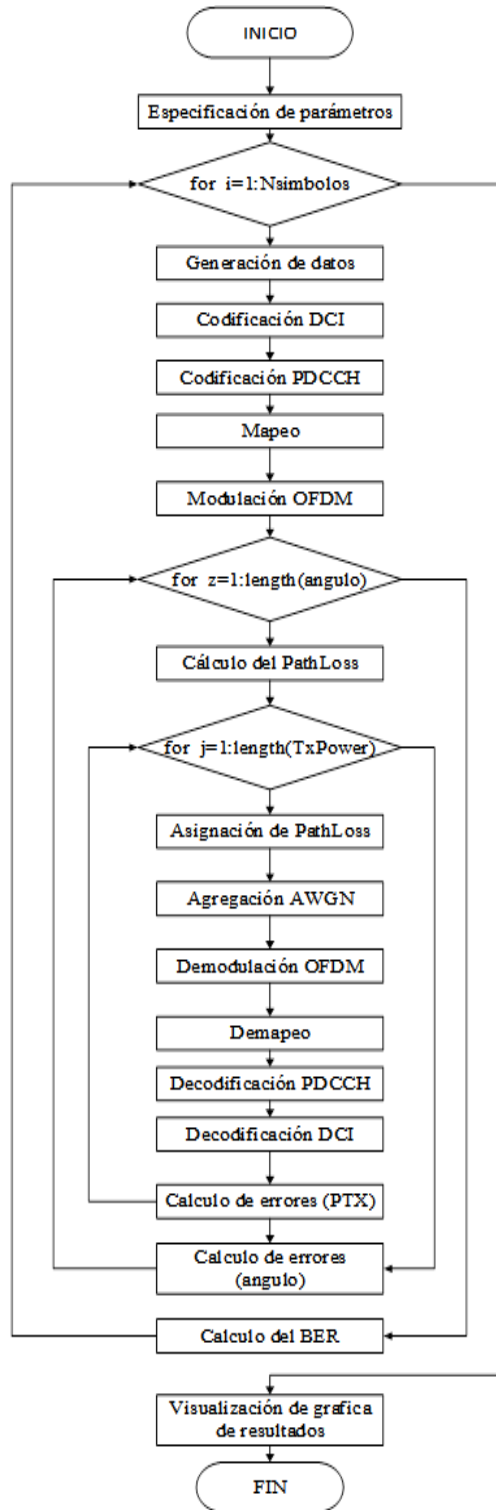 INICIO
Especificación de parámetros
for i=1:Nsimbolos
Generación de datos
Codificación DCI
Codificación PDCCH
Mapeo
Modulación OFDM
for z=1:length(angulo)
Cálculo del PathLoss
for j=1:length(TxPower)
Asignación de PathLoss
Agregación AWGN
Demodulación OFDM
Demapeo
Decodificación PDCCH
Decodificación DCI
Calculo de errores (PTX)
Calculo de errores
(angulo)
Calculo del BER
Visualización de grafica
de resultados
FIN